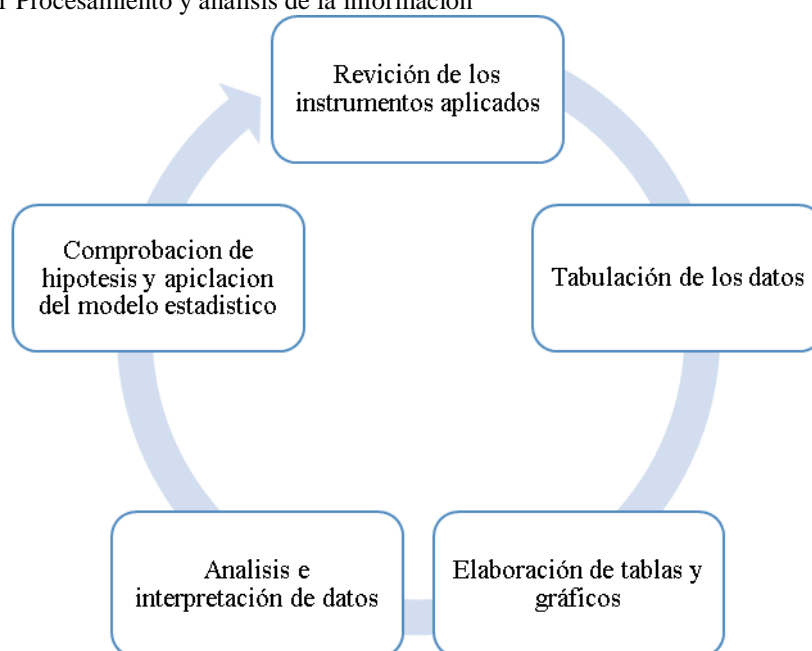 1 Procesamiento y análisis de la información
Revición de los
instrumentos aplicados
Tabulación de los datos
Elaboración de tablas y
gráficos
Analisis e
interpretación de datos
Comprobacion de
hipotesis y apiclacion
del modelo estadistico